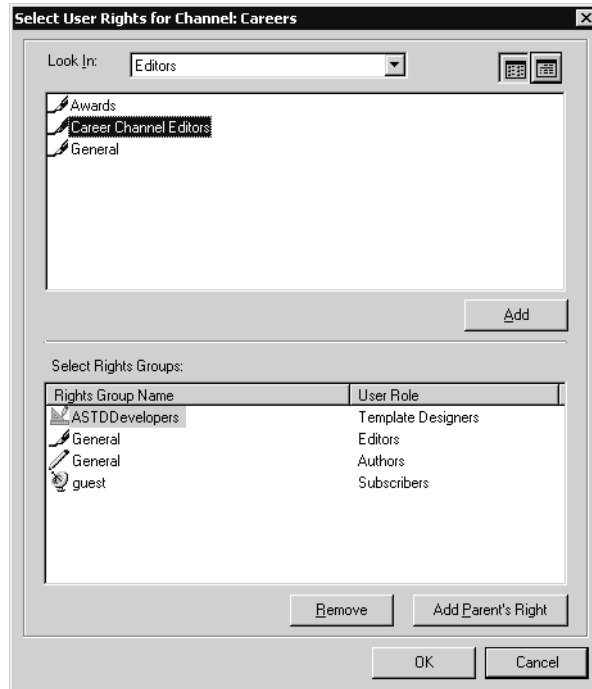 Select User Rights for Channel: Careers
Look In: Editors
Awards
Career Channel Editors
General
Add
Select Rights Groups:
Rights Group Name User Role
ASTDDevelopers Template Designers
General Editors
General Authors
guest Subscribers
Remove Add Parent's Right
OK Cancel